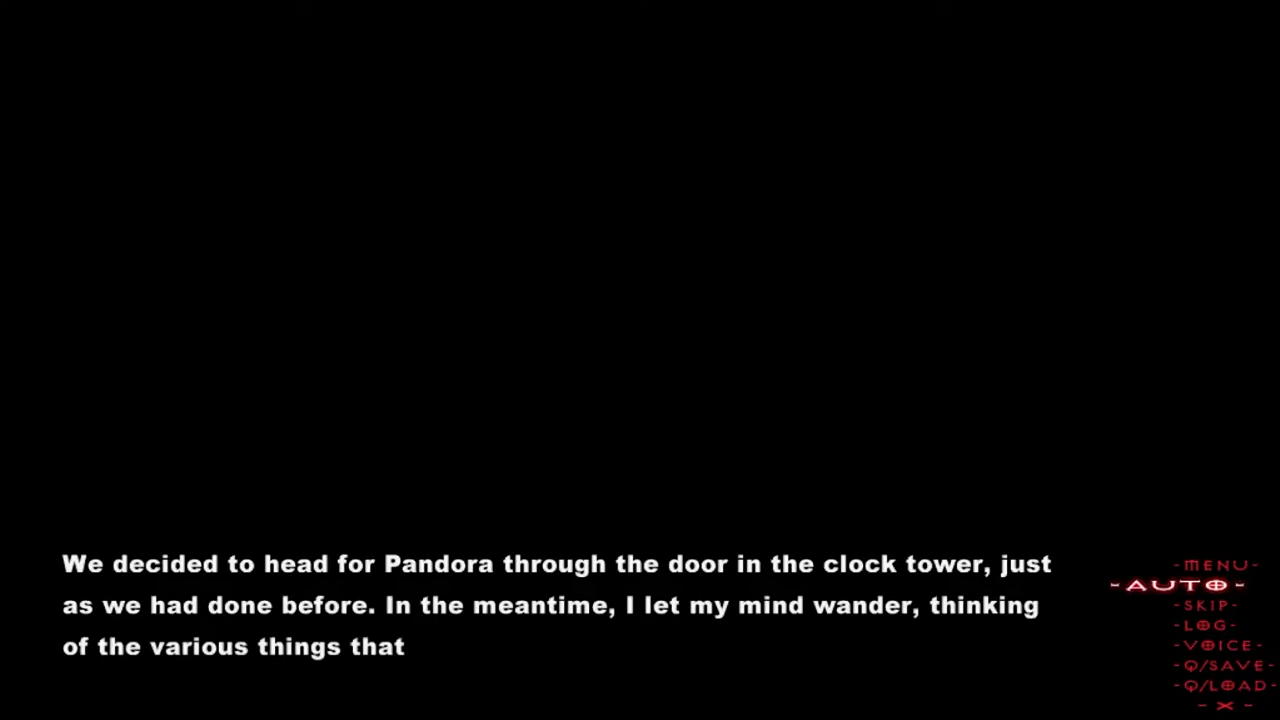 We decided to head for Pandora through the door in the clock tower, just
as we had done before. In the meantime, I let my mind wander, thinking
of the various things that
-MENU-
-AUTO-
-SKIP-
-LOG-
-VOICE-
-Q/SAVE-
-Q/LOAD-
-X-